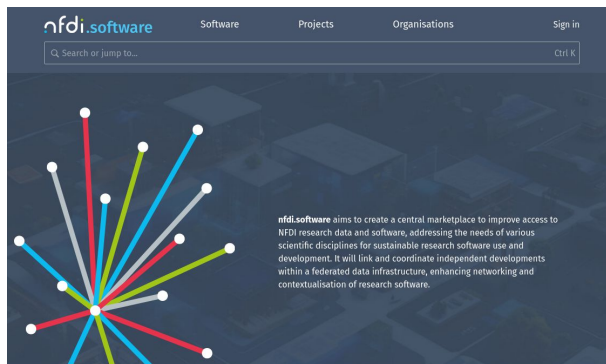 nfdi.software
Software Projects Organisations Sign in
Search or jump to... Ctrl K
nfdi.software aims to create a central marketplace to improve access to
NFDI research data and software, addressing the needs of various
scientific disciplines for sustainable research software use and
development. It will link and coordinate independent developments
within a federated data infrastructure, enhancing networking and
contextualisation of research software.